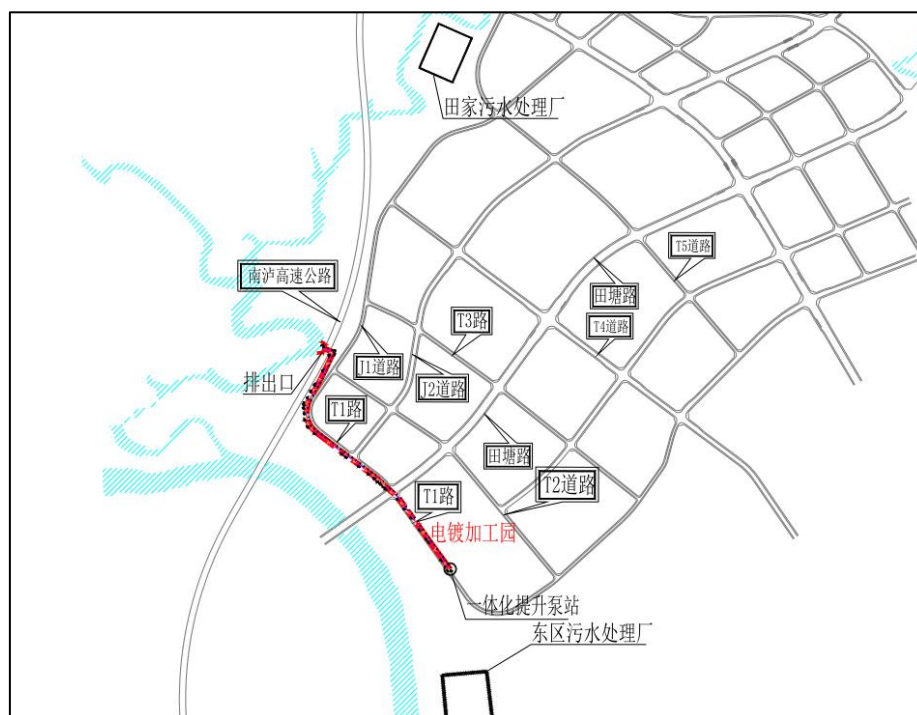 田家污水处理厂
T5道路
南泸高速公路
田塘路
T3路
T4道路
J1道路
J2道路
排出口
T1路
田塘路
T2道路
T1路
电镀加工园
一体化提升泵站
东区污水处理厂